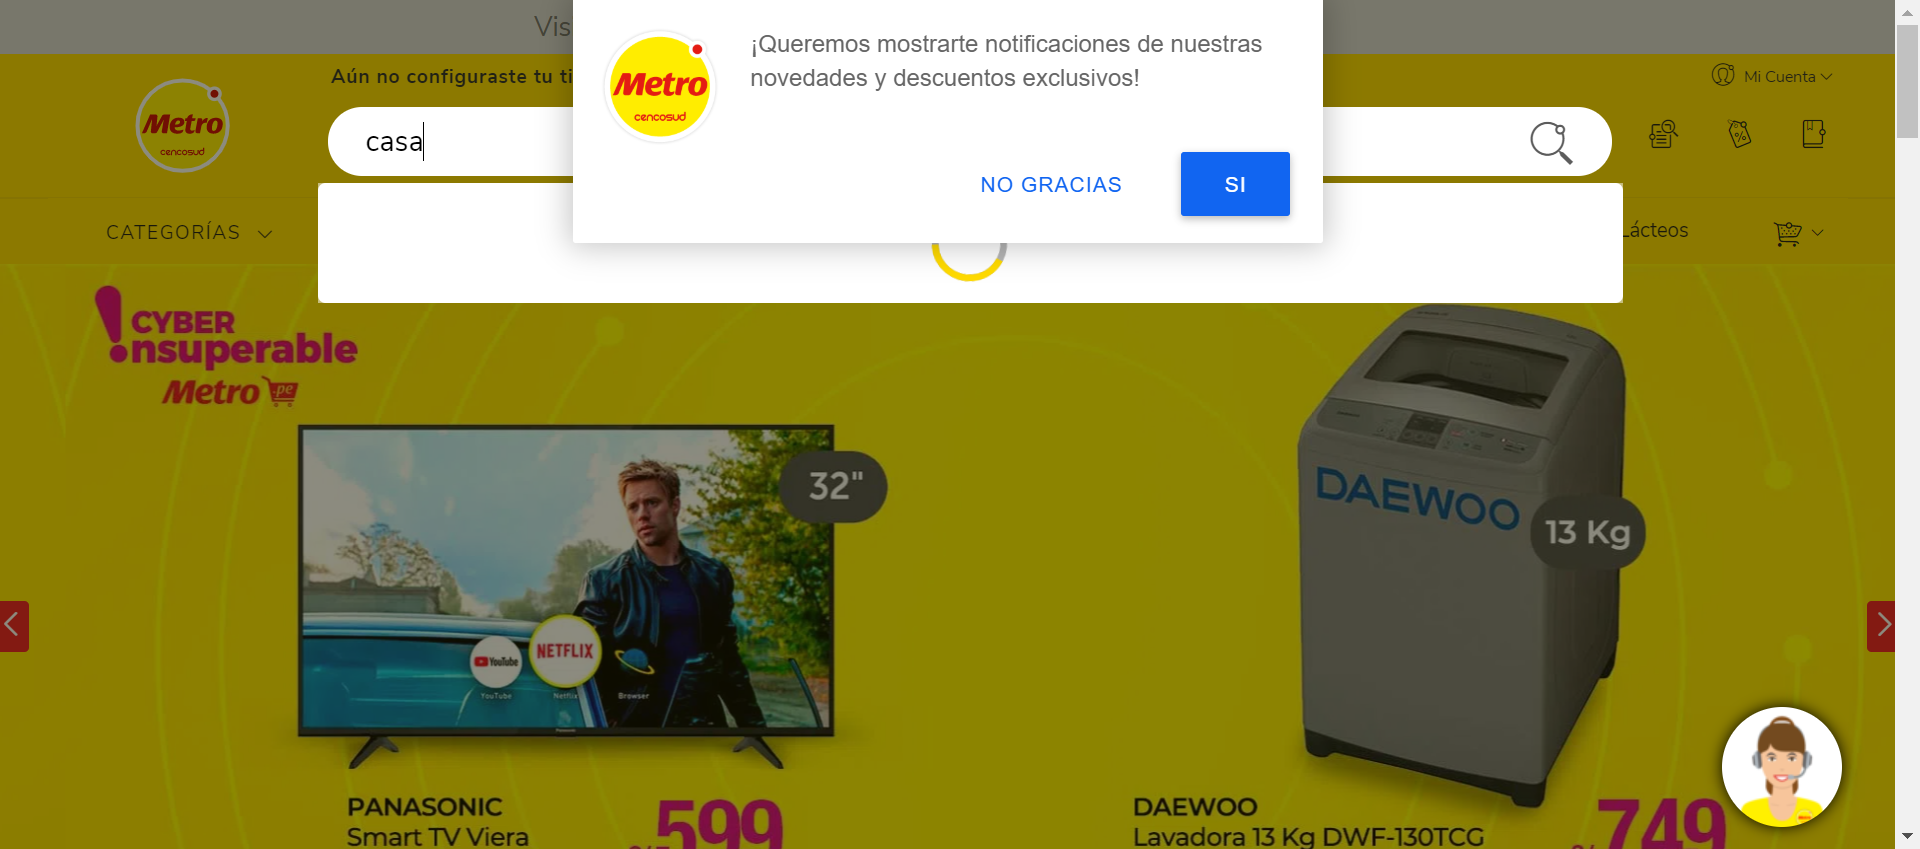 Vis
¡Queremos mostrarte notificaciones de nuestras
novedades y descuentos exclusivos!
NO GRACIAS
SI
Metro
cencosud
Aún no configuraste tu ti
Mi Cuenta
Metro
cencosud
casa
CATEGORÍAS
Lácteos
CYBER
!nsuperable
Metro.pe
32"
DAEWOO
13 Kg
NETFLIX
YouTube
YouTube
Netflix
Browser
PANASONIC
Smart TV Viera
599
DAEWOO
Lavadora 13 Kg DWF-130TCG
749